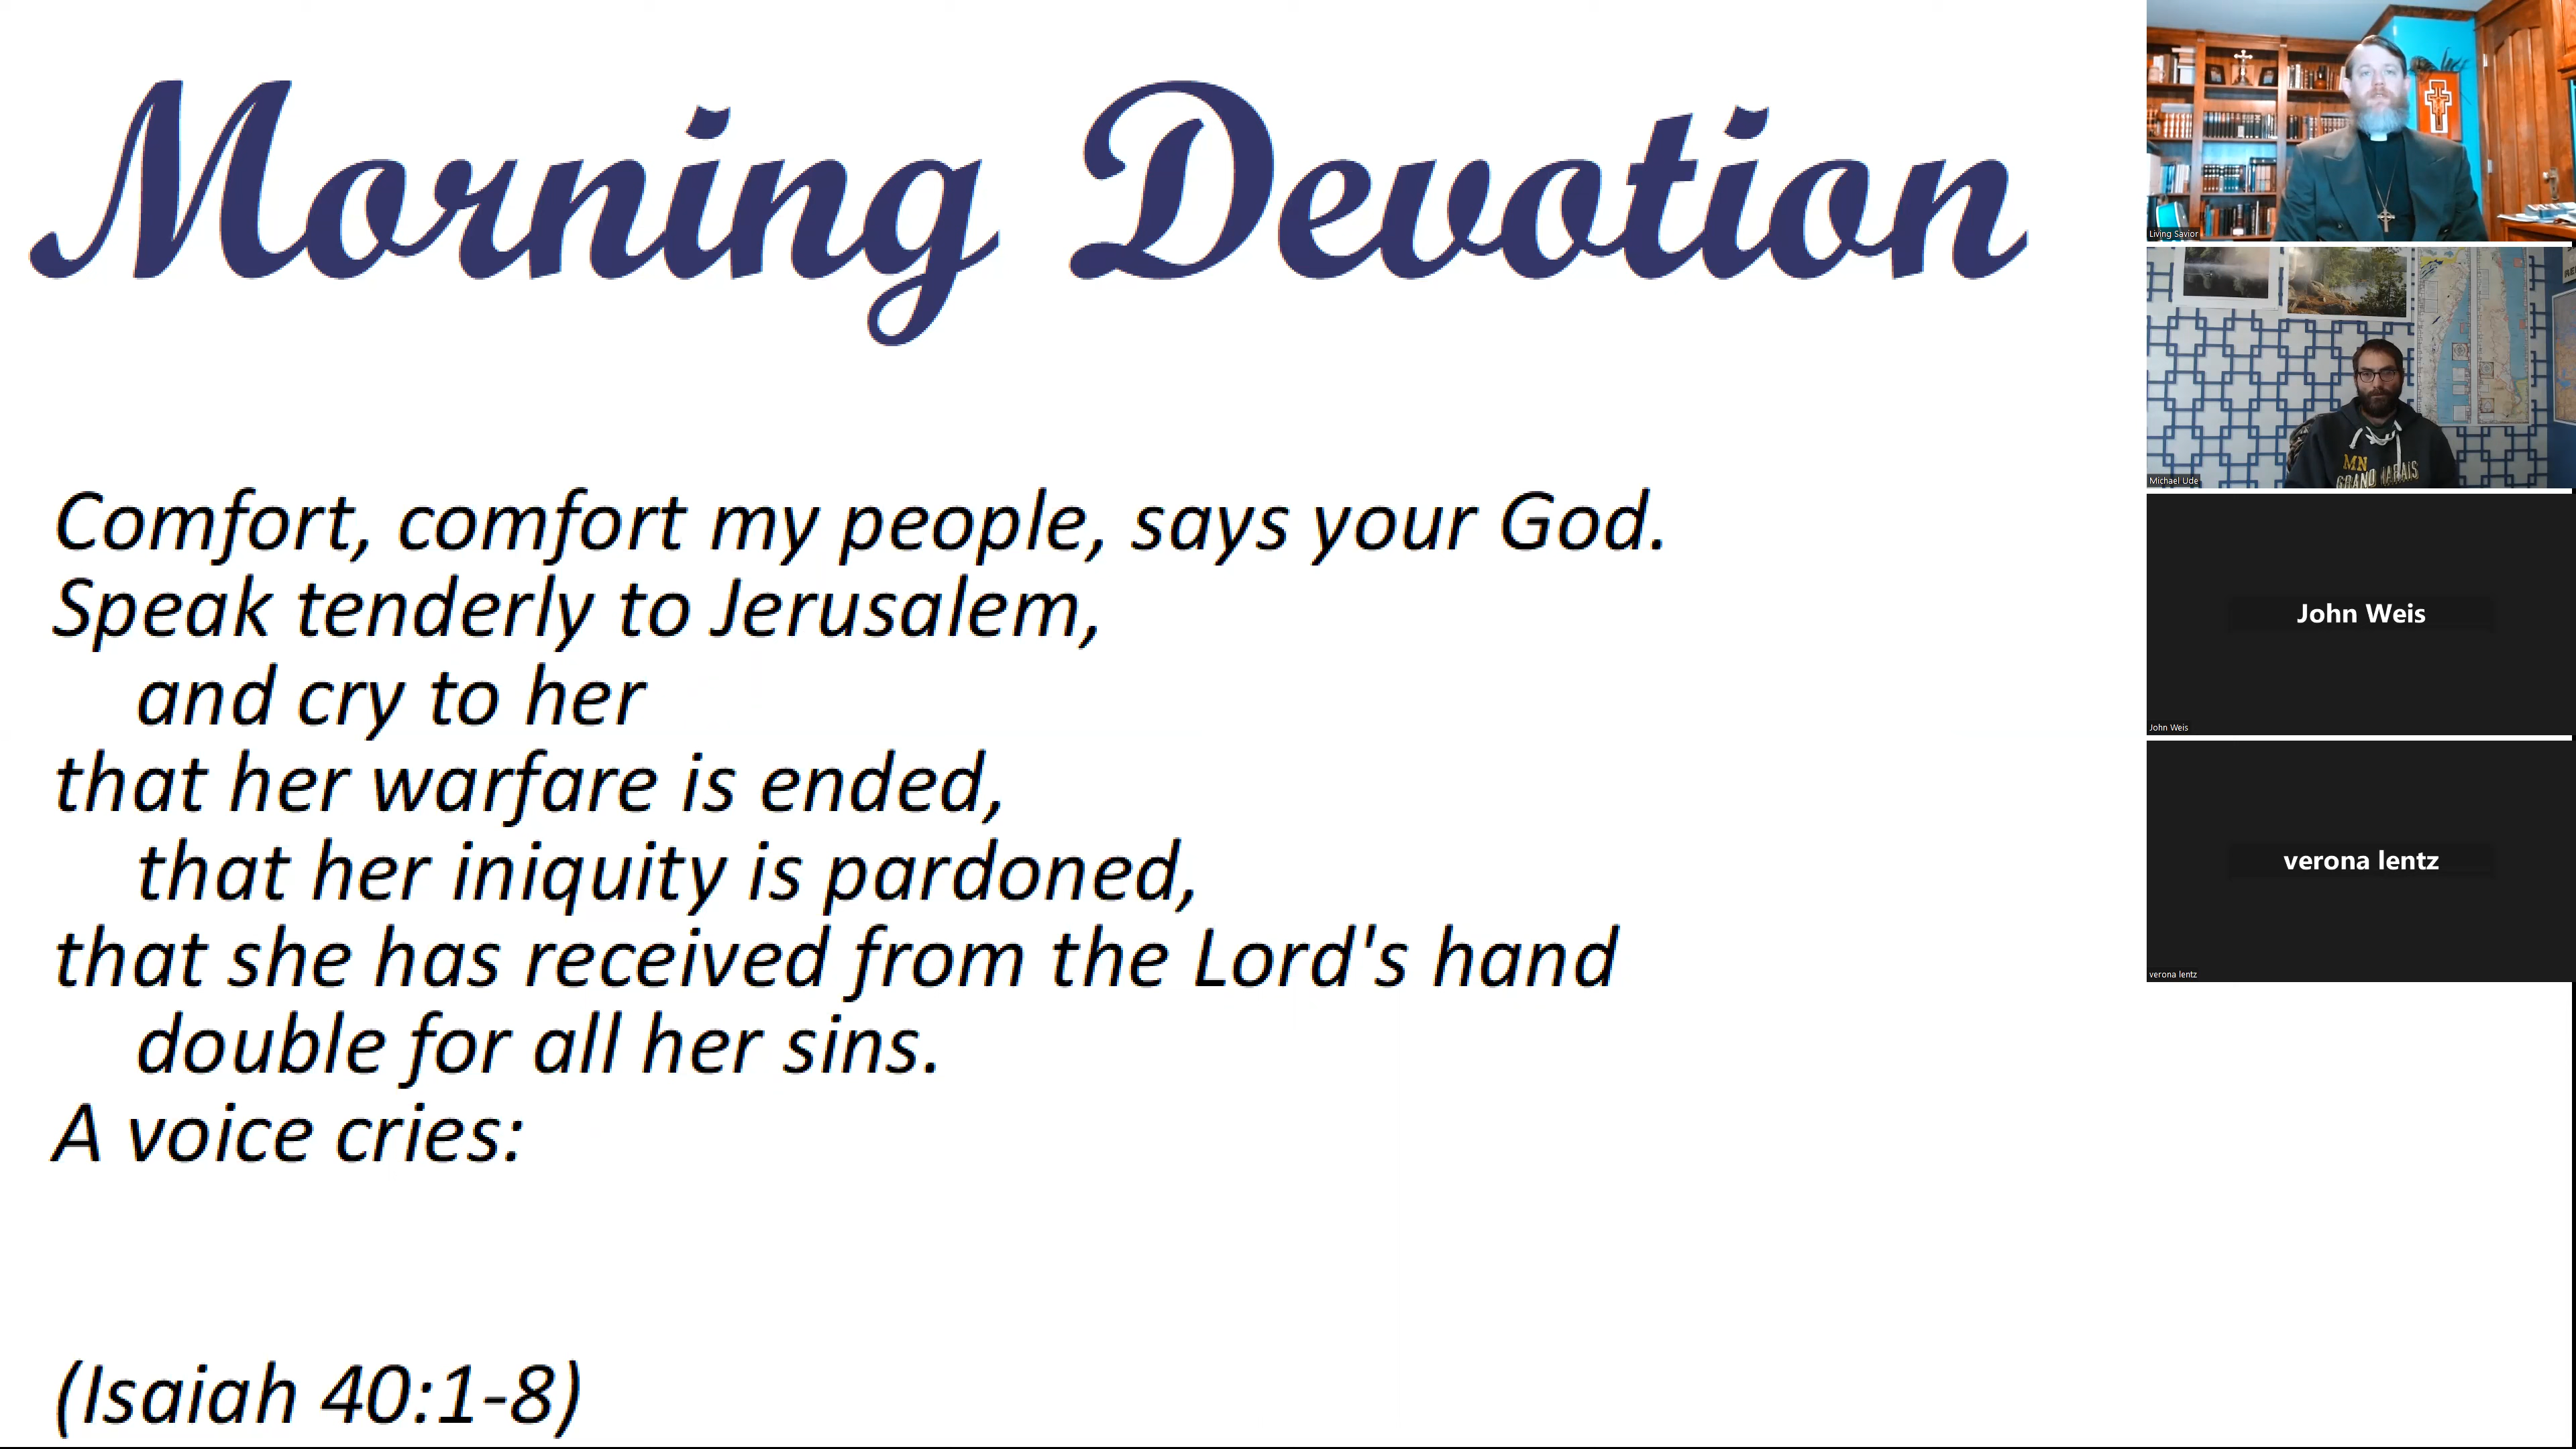 Morning Devotion
Comfort, comfort my people, says your God.
Speak tenderly to Jerusalem,
and cry to her
that her warfare is ended,
that her iniquity is pardoned,
that she has received from the Lord's hand
double for all her sins.
A voice cries:
(Isaiah 40:1-8)
Living Savior
MN
GRAND MARAIS
Michael Ude
John Weis
John Weis
verona lentz
verona lentz